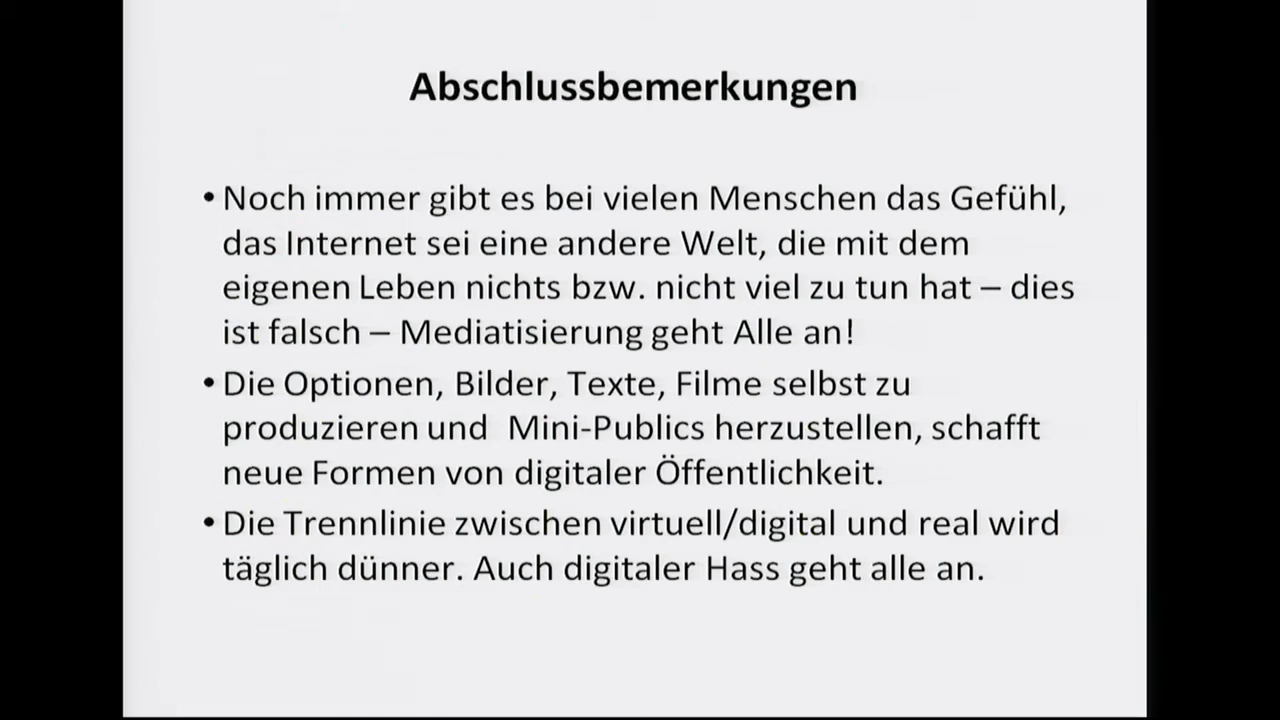 Abschlussbemerkungen
• Noch immer gibt es bei vielen Menschen das Gefühl,
das Internet sei eine andere Welt, die mit dem
eigenen Leben nichts bzw. nicht viel zu tun hat – dies
ist falsch – Mediatisierung geht Alle an!
• Die Optionen, Bilder, Texte, Filme selbst zu
produzieren und  Mini-Publics herzustellen, schafft
neue Formen von digitaler Öffentlichkeit.
• Die Trennlinie zwischen virtuell/digital und real wird
täglich dünner. Auch digitaler Hass geht alle an.